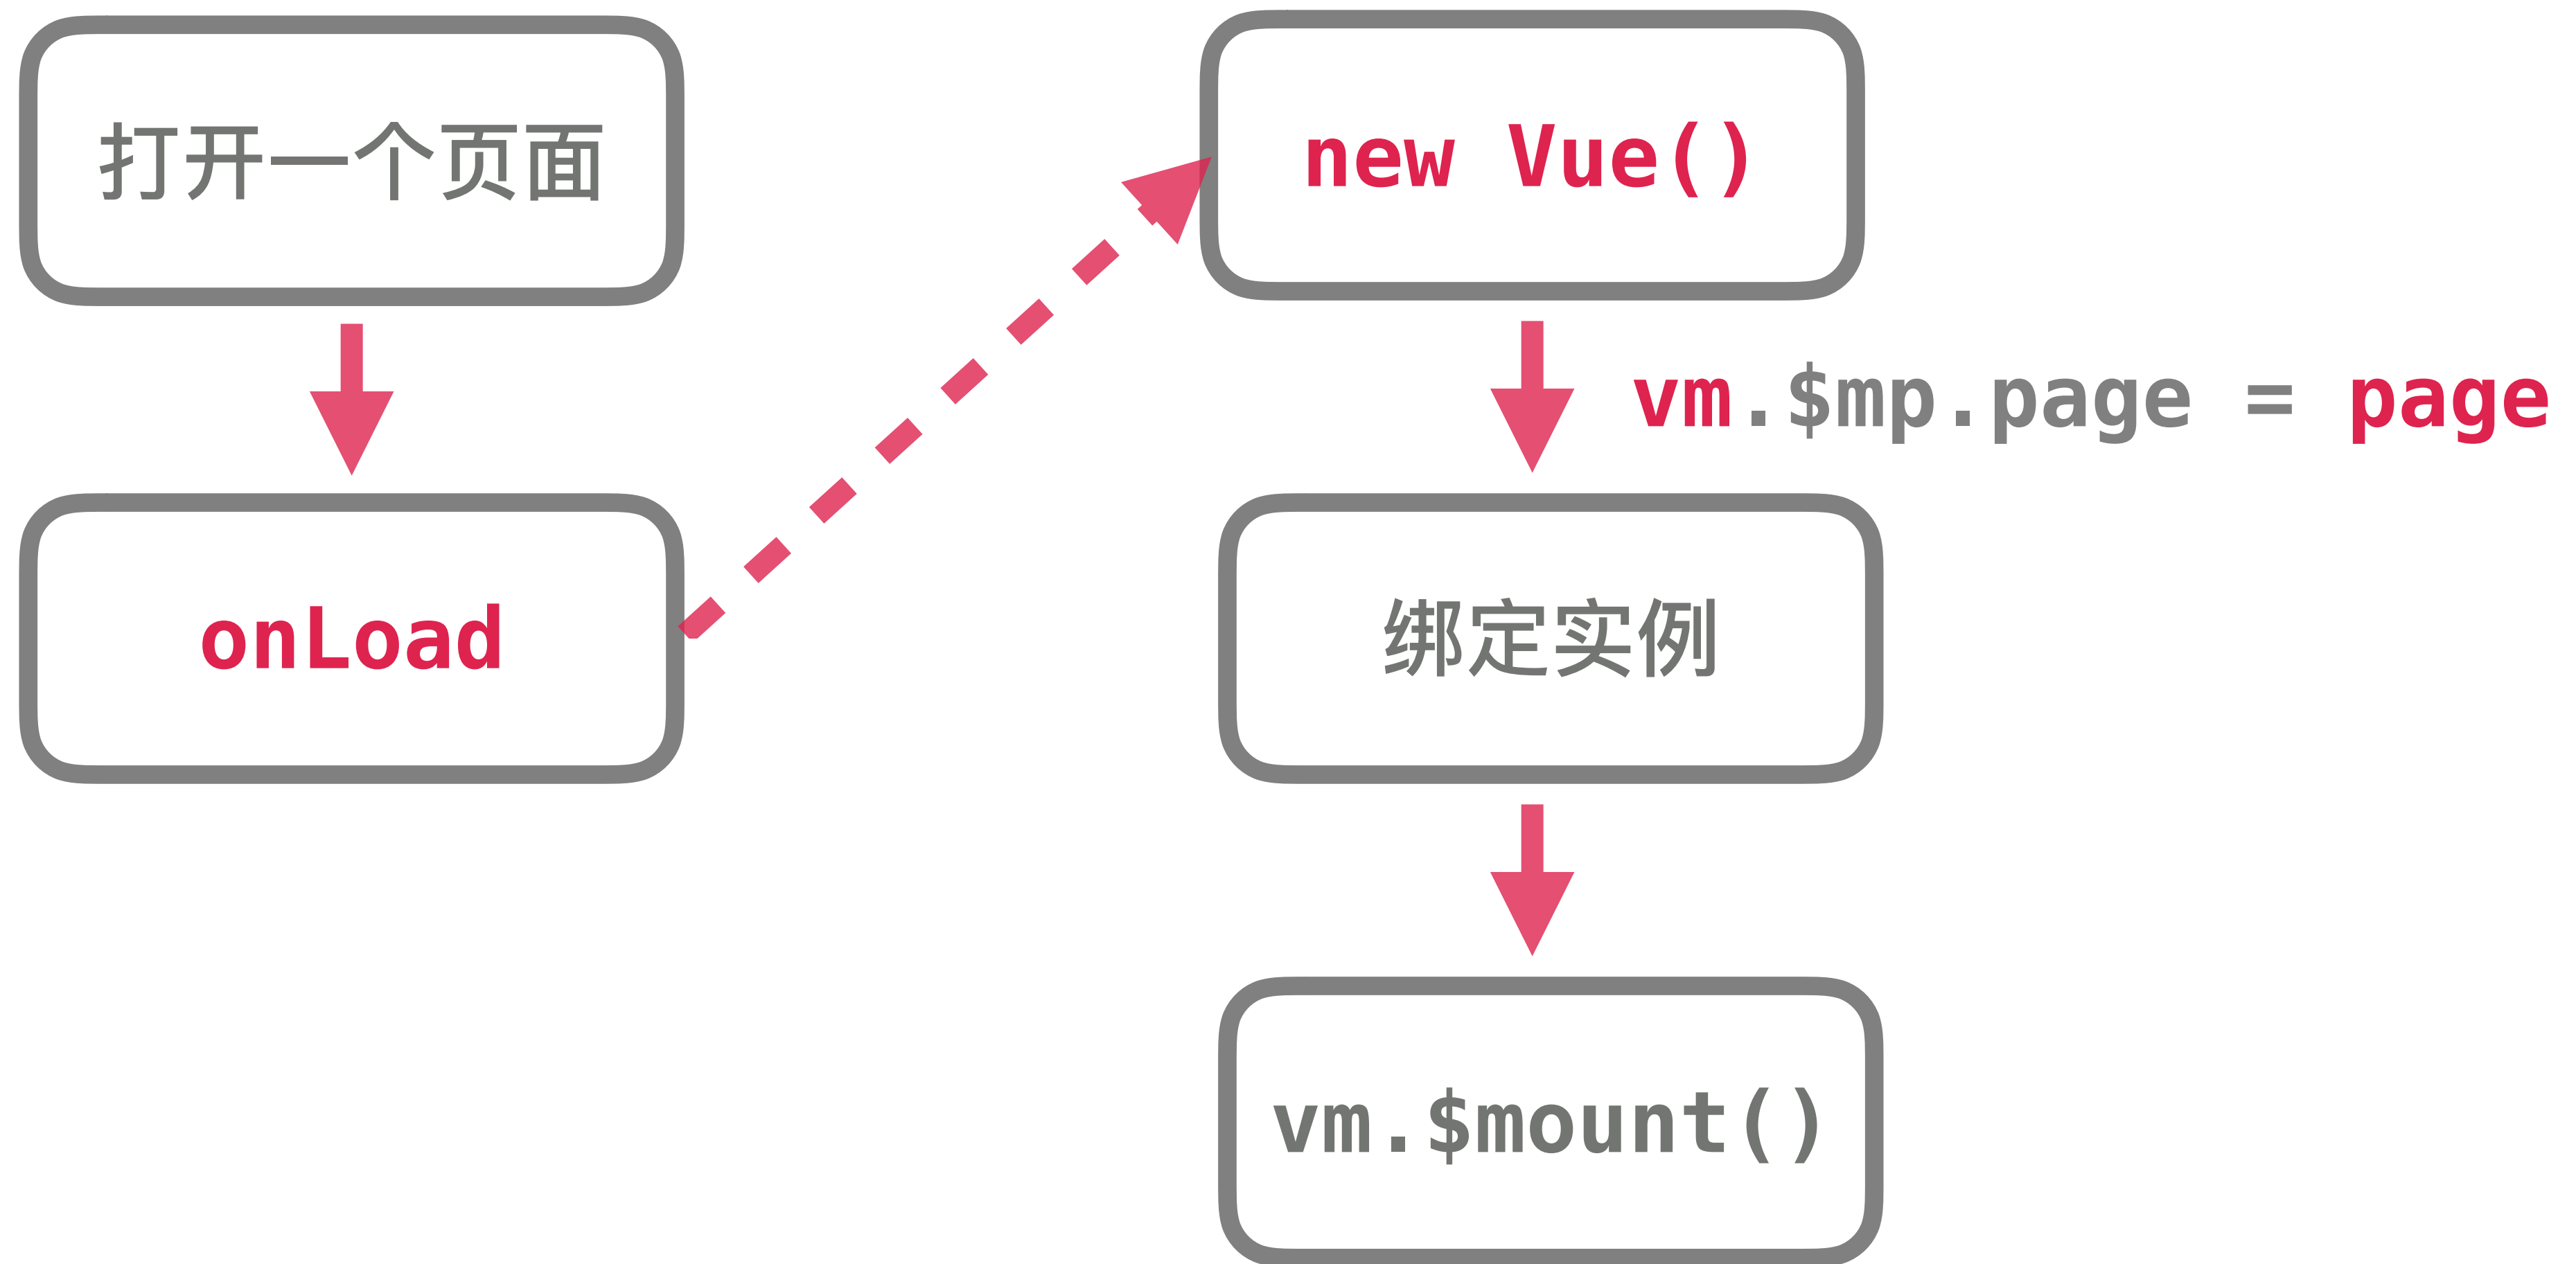 打开一个页面
onLoad
new Vue()
vm.$mp.page = page
绑定实例
vm.$mount()